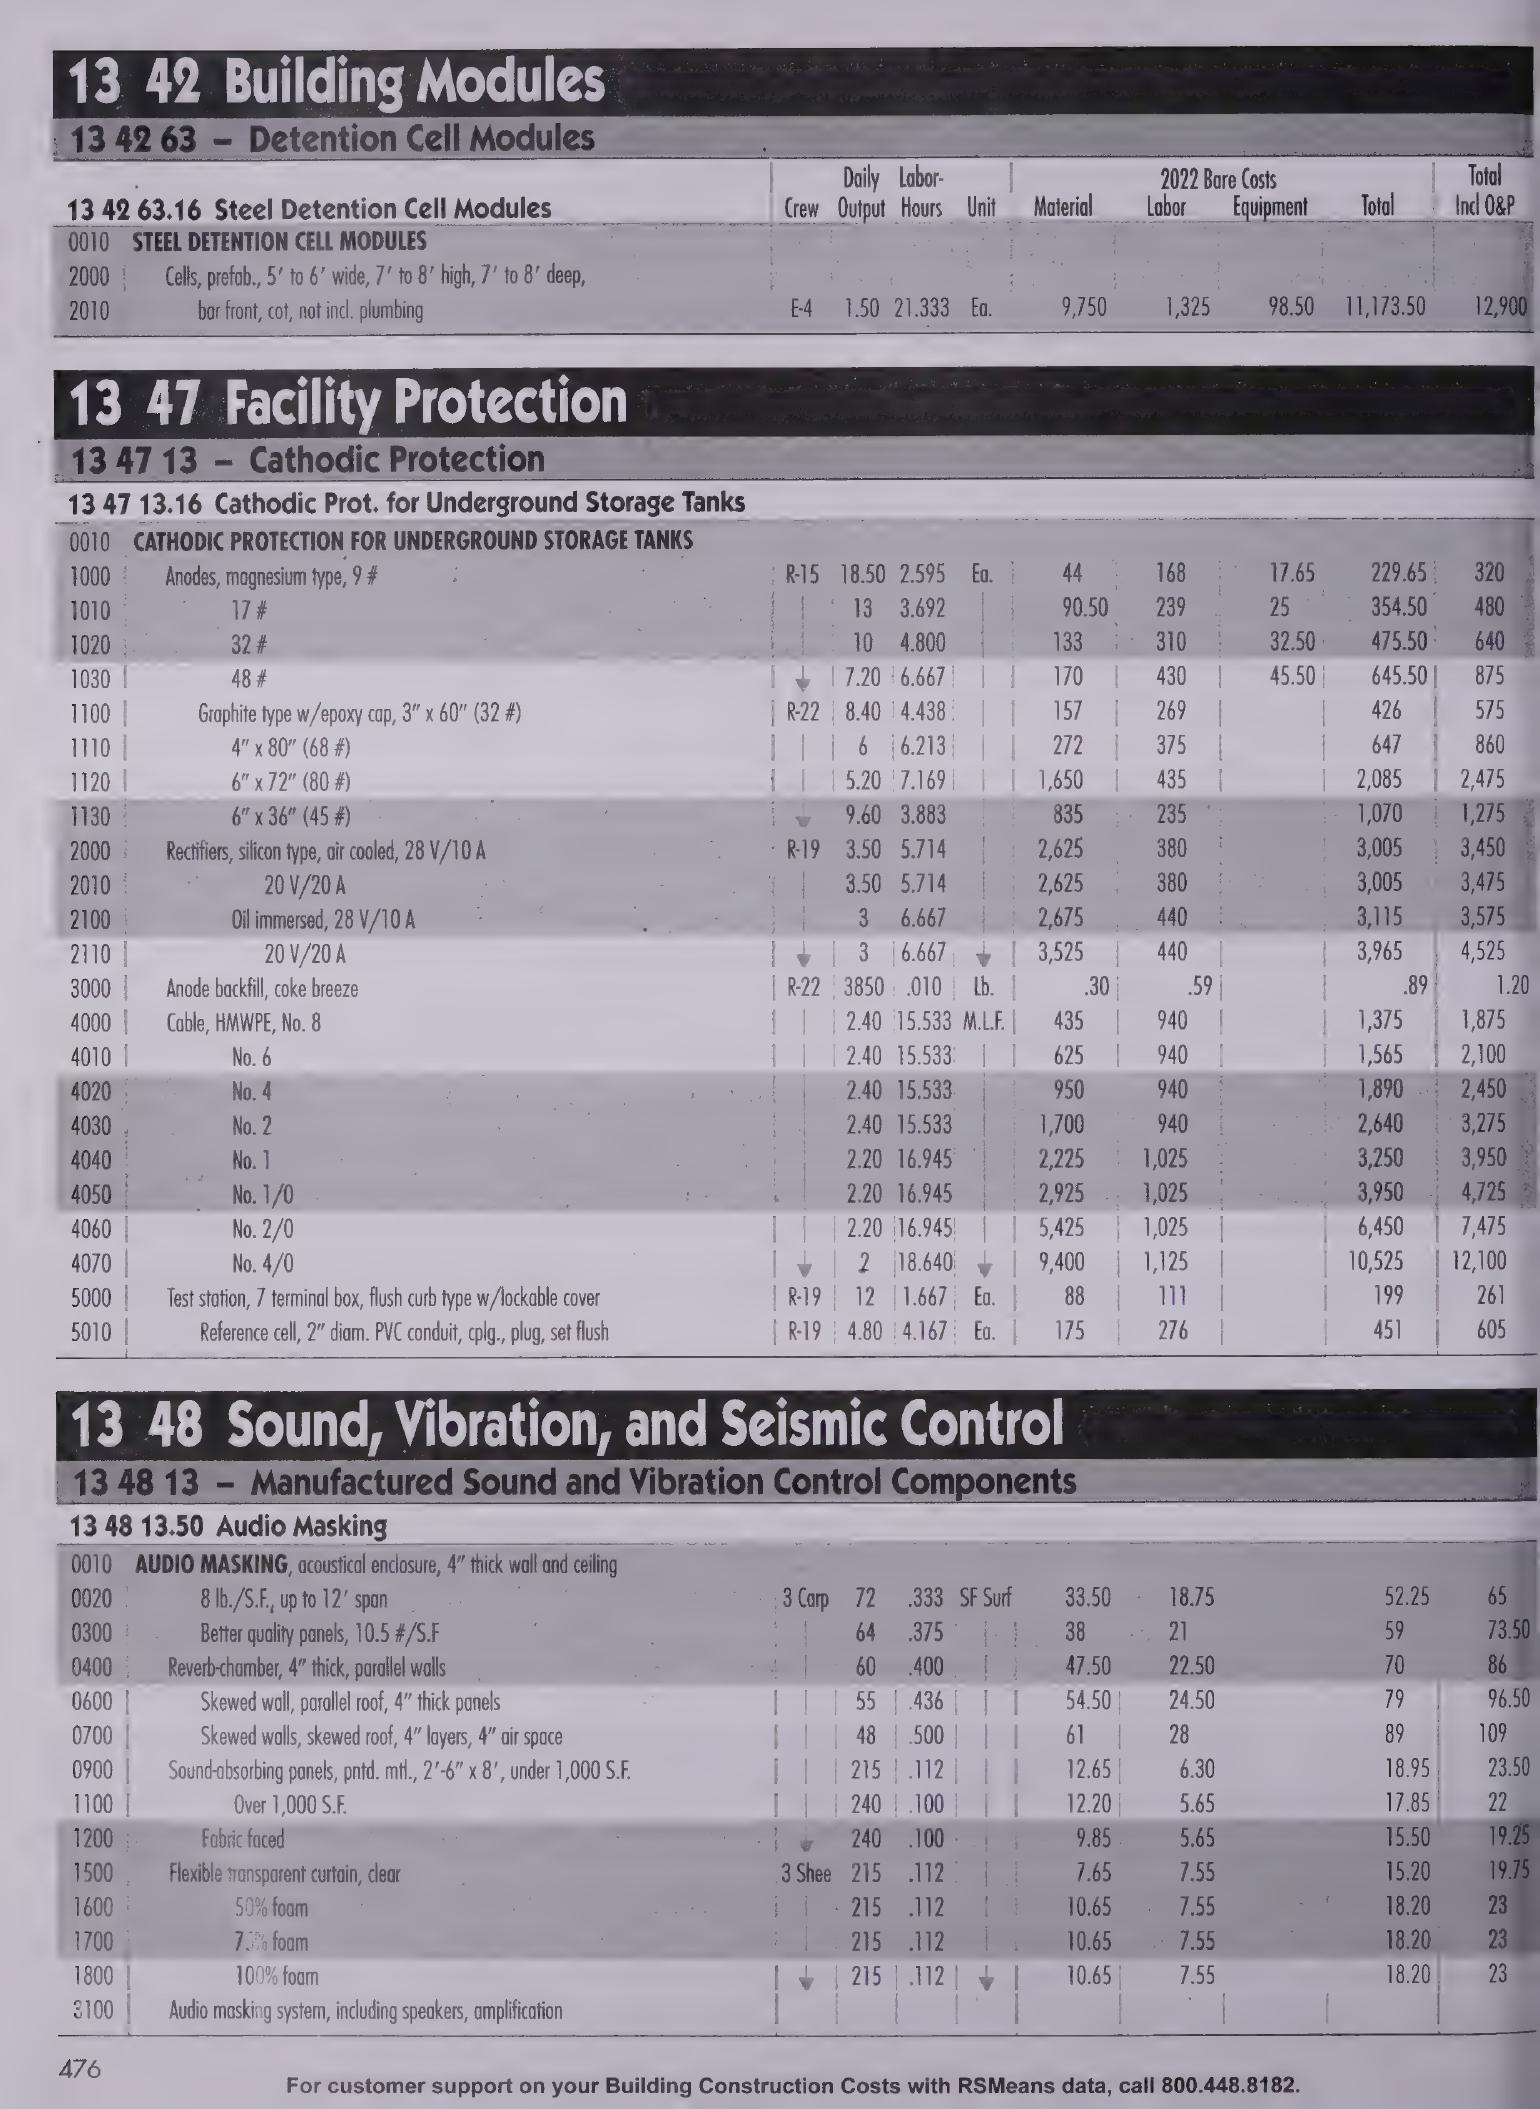 13 42 Building Modules
13 42 63 – Detention Cell Modules
Daily Labor- 2022 Bare Costs Total
13 42 63.16 Steel Detention Cell Modules Crew Output Hours Unit Material Labor Equipment Total Incl O&P
0010 STEEL DETENTION CELL MODULES
2000 Cells, prefab., 5' to 6' wide, 7' to 8' high, 7' to 8' deep,
2010 bar front, cot, not incl. plumbing E-4 1.50 21.333 Ea. 9,750 1,325 98.50 11,173.50 12,900
13 47 Facility Protection
13 47 13 – Cathodic Protection
13 47 13.16 Cathodic Prot. for Underground Storage Tanks
0010 CATHODIC PROTECTION FOR UNDERGROUND STORAGE TANKS
1000 Anodes, magnesium type, 9 # R-15 18.50 2.595 Ea. 44 168 17.65 229.65 320
1010 17 # 13 3.692 90.50 239 25 354.50 480
1020 32 # 10 4.800 133 310 32.50 475.50 640
1030 48 # 7.20 6.667 170 430 45.50 645.50 875
1100 Graphite type w/epoxy cap, 3" x 60" (32 #) R-22 8.40 4.438 157 269 426 575
1110 4" x 80" (68 #) 6 6.213 272 375 647 860
1120 6" x 72" (80 #) 5.20 7.169 1,650 435 2,085 2,475
1130 6" x 36" (45 #) 9.60 3.883 835 235 1,070 1,275
2000 Rectifiers, silicon type, air cooled, 28 V/10 A R-19 3.50 5.714 2,625 380 3,005 3,450
2010 20 V/20 A 3.50 5.714 2,625 380 3,005 3,475
2100 Oil immersed, 28 V/10 A 3 6.667 2,675 440 3,115 3,575
2110 20 V/20 A 3 6.667 3,525 440 3,965 4,525
3000 Anode backfill, coke breeze R-22 3850 .010 Lb. .30 .59 .89 1.20
4000 Cable, HMWPE, No. 8 2.40 15.533 M.L.F. 435 940 1,375 1,875
4010 No. 6 2.40 15.533 625 940 1,565 2,100
4020 No. 4 2.40 15.533 950 940 1,890 2,450
4030 No. 2 2.40 15.533 1,700 940 2,640 3,275
4040 No. 1 2.20 16.945 2,225 1,025 3,250 3,950
4050 No. 1/0 2.20 16.945 2,925 1,025 3,950 4,725
4060 No. 2/0 2.20 16.945 5,425 1,025 6,450 7,475
4070 No. 4/0 2 18.640 9,400 1,125 10,525 12,100
5000 Test station, 7 terminal box, flush curb type w/lockable cover R-19 12 1.667 Ea. 88 111 199 261
5010 Reference cell, 2" diam. PVC conduit, cplg., plug, set flush R-19 4.80 4.167 Ea. 175 276 451 605
13 48 Sound, Vibration, and Seismic Control
13 48 13 – Manufactured Sound and Vibration Control Components
13 48 13.50 Audio Masking
0010 AUDIO MASKING, acoustical enclosure, 4" thick wall and ceiling
0020 8 lb./S.F., up to 12' span 3 Carp 72 .333 SF Surf 33.50 18.75 52.25 65
0300 Better quality panels, 10.5 #/S.F 64 .375 38 21 59 73.50
0400 Reverb-chamber, 4" thick, parallel walls 60 .400 47.50 22.50 70 86
0600 Skewed wall, parallel roof, 4" thick panels 55 .436 54.50 24.50 79 96.50
0700 Skewed walls, skewed roof, 4" layers, 4" air space 48 .500 61 28 89 109
0900 Sound-absorbing panels, pntd. mtl., 2'-6" x 8', under 1,000 S.F. 215 .112 12.65 6.30 18.95 23.50
1100 Over 1,000 S.F. 240 .100 12.20 5.65 17.85 22
1200 Fabric faced 240 .100 9.85 5.65 15.50 19.25
1500 Flexible transparent curtain, clear 3 Shee 215 .112 7.65 7.55 15.20 19.75
1600 50% foam 215 .112 10.65 7.55 18.20 23
1700 foam 215 .112 10.65 7.55 18.20 23
1800 100% foam 215 .112 10.65 7.55 18.20 23
3100 Audio masking system, including speakers, amplification
476
For customer support on your Building Construction Costs with RSMeans data, call 800.448.8182.